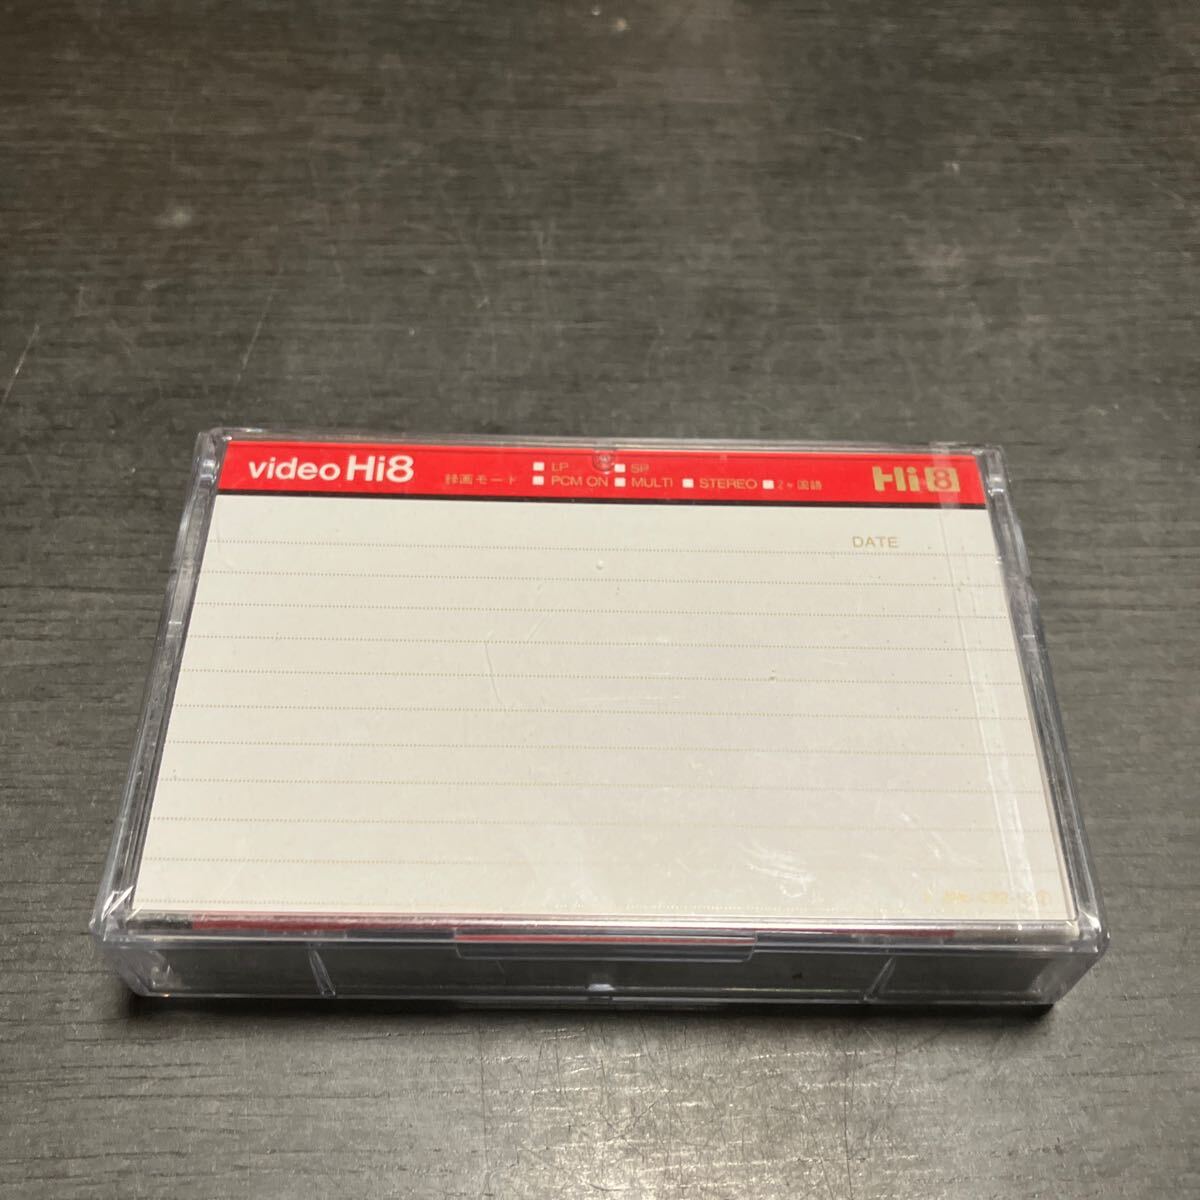 video Hi8
録画モード
LP SP
PCM ON MULTI STEREO 2ヶ国語
Hi8
DATE